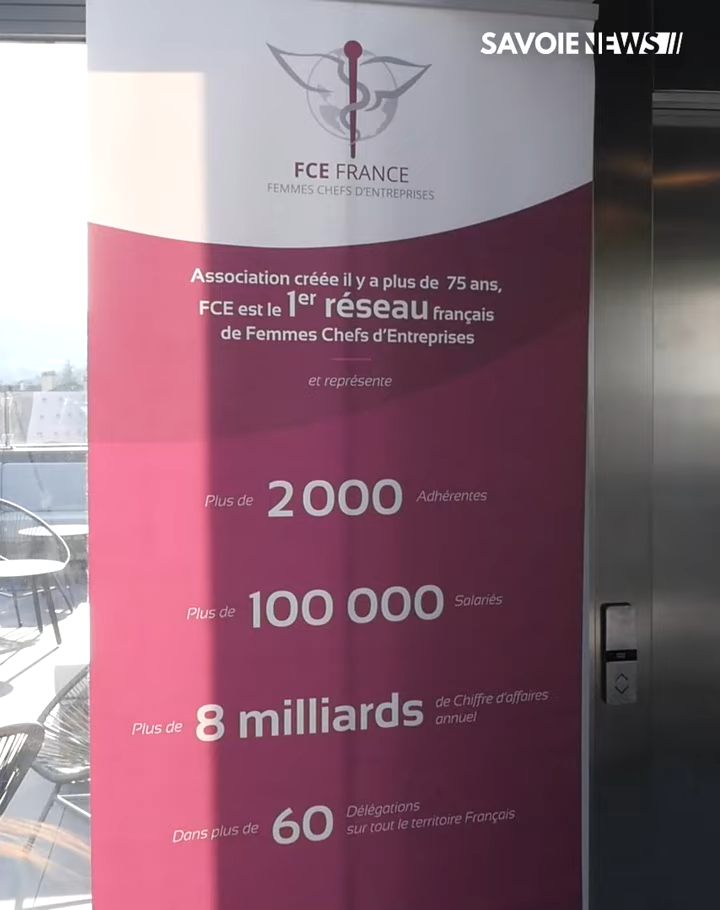 SAVOIE NEWS
FCE FRANCE
FEMMES CHEFS D'ENTREPRISES
Association créée il y a plus de 75 ans,
FCE est le 1er réseau français
de Femmes Chefs d'Entreprises
et représente
Plus de 2 000 Adhérentes
Plus de 100 000 Salariés
Plus de 8 milliards de Chiffre d'affaires
annuel
Dans plus de 60 Délégations
sur tout le territoire Français